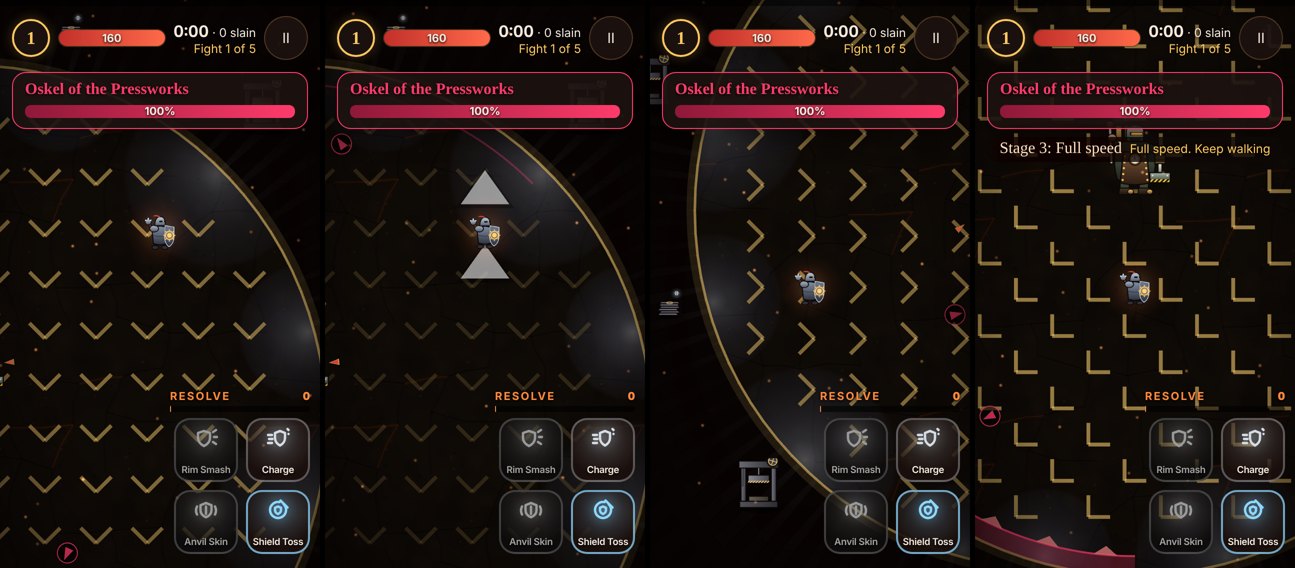 1
160
0:00 · 0 slain
Fight 1 of 5
Oskel of the Pressworks
100%
RESOLVE 0
Rim Smash
Charge
Anvil Skin
Shield Toss
1
160
0:00 · 0 slain
Fight 1 of 5
Oskel of the Pressworks
100%
RESOLVE 0
Rim Smash
Charge
Anvil Skin
Shield Toss
1
160
0:00 · 0 slain
Fight 1 of 5
Oskel of the Pressworks
100%
RESOLVE 0
Rim Smash
Charge
Anvil Skin
Shield Toss
1
160
0:00 · 0 slain
Fight 1 of 5
Oskel of the Pressworks
100%
Stage 3: Full speed Full speed. Keep walking
RESOLVE 0
Rim Smash
Charge
Anvil Skin
Shield Toss